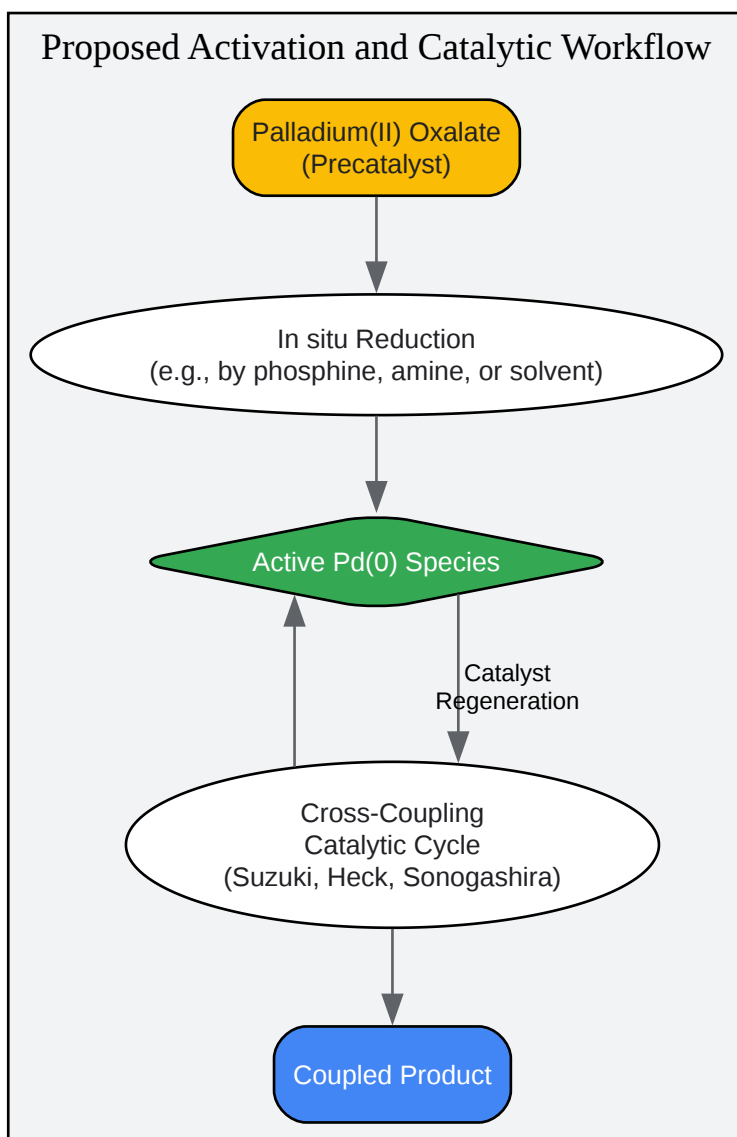 Proposed Activation and Catalytic Workflow
Palladium(II) Oxalate
(Precatalyst)
In situ Reduction
(e.g., by phosphine, amine, or solvent)
Active Pd(0) Species
Catalyst
Regeneration
Cross-Coupling
Catalytic Cycle
(Suzuki, Heck, Sonogashira)
Coupled Product